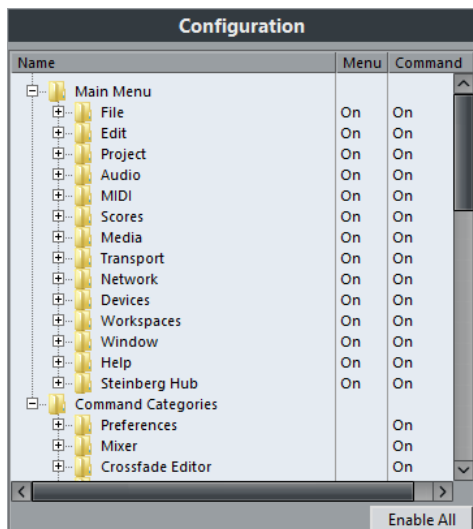 Configuration
Name Menu Command
Main Menu
File On On
Edit On On
Project On On
Audio On On
MIDI On On
Scores On On
Media On On
Transport On On
Network On On
Devices On On
Workspaces On On
Window On On
Help On On
Steinberg Hub On On
Command Categories
Preferences On
Mixer On
Crossfade Editor On
Enable All